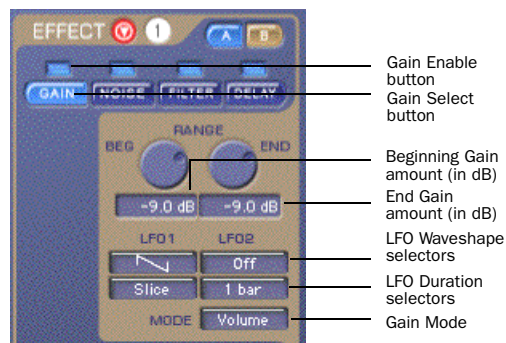 EFFECT 1 A B
GAIN NOISE FILTER DELAY
RANGE
BEG END
-9.0 dB -9.0 dB
LFO1 LFO2
Off
Slice 1 bar
MODE Volume
Gain Enable
button
Gain Select
button
Beginning Gain
amount (in dB)
End Gain
amount (in dB)
LFO Waveshape
selectors
LFO Duration
selectors
Gain Mode